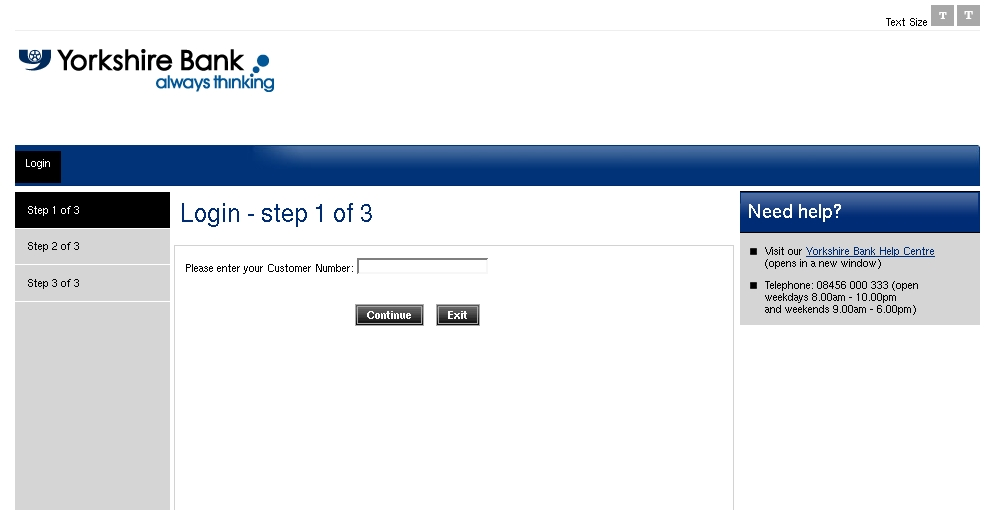 Text Size T T
Yorkshire Bank
always thinking
Login
Step 1 of 3
Step 2 of 3
Step 3 of 3
Login - step 1 of 3
Please enter your Customer Number:
Continue Exit
Need help?
Visit our Yorkshire Bank Help Centre
(opens in a new window)
Telephone: 08456 000 333 (open
weekdays 8.00am - 10.00pm
and weekends 9.00am - 6.00pm)